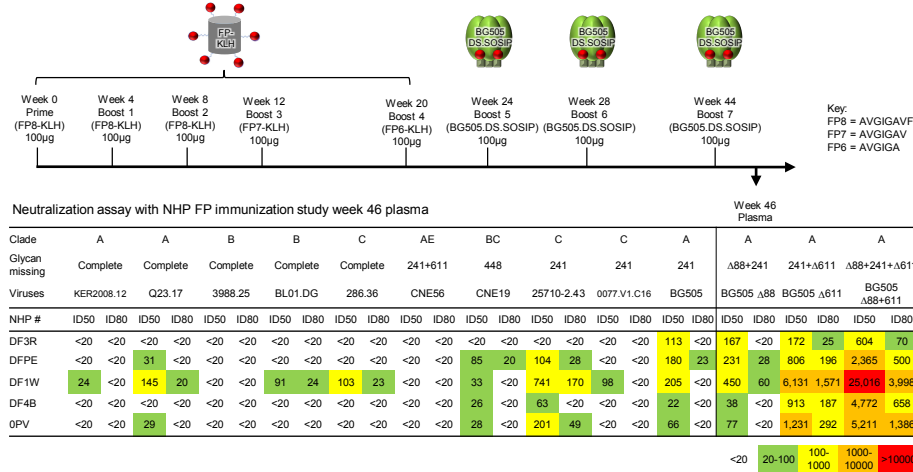 FP-
KLH
BG505
DS.SOSIP
BG505
DS.SOSIP
BG505
DS.SOSIP
Week 0
Prime
(FP8-KLH)
100µg
Week 4
Boost 1
(FP8-KLH)
100µg
Week 8
Boost 2
(FP8-KLH)
100µg
Week 12
Boost 3
(FP7-KLH)
100µg
Week 20
Boost 4
(FP6-KLH)
100µg
Week 24
Boost 5
(BG505.DS.SOSIP)
100µg
Week 28
Boost 6
(BG505.DS.SOSIP)
100µg
Week 44
Boost 7
(BG505.DS.SOSIP)
100µg
Key:
FP8 = AVGIGAVF
FP7 = AVGIGAV
FP6 = AVGIGA
Week 46
Plasma
Neutralization assay with NHP FP immunization study week 46 plasma
Clade A A B B C AE BC C C A A A A
Glycan missing Complete Complete Complete Complete Complete 241+611 448 241 241 241 Δ88+241 241+Δ611 Δ88+241+Δ611
Viruses KER2008.12 Q23.17 3988.25 BL01.DG 286.36 CNE56 CNE19 25710-2.43 0077.V1.C16 BG505 BG505 Δ88 BG505 Δ611 BG505 Δ88+611
NHP # ID50 ID80 ID50 ID80 ID50 ID80 ID50 ID80 ID50 ID80 ID50 ID80 ID50 ID80 ID50 ID80 ID50 ID80 ID50 ID80 ID50 ID80 ID50 ID80 ID50 ID80
DF3R <20 <20 <20 <20 <20 <20 <20 <20 <20 <20 <20 <20 <20 <20 <20 <20 <20 <20 113 <20 167 <20 172 25 604 70
DFPE <20 <20 31 <20 <20 <20 <20 <20 <20 <20 <20 <20 85 20 104 28 <20 <20 180 23 231 28 806 196 2,365 500
DF1W 24 <20 145 20 <20 <20 91 24 103 23 <20 <20 33 <20 741 170 98 <20 205 <20 450 60 6,131 1,571 25,016 3,998
DF4B <20 <20 <20 <20 <20 <20 <20 <20 <20 <20 <20 <20 26 <20 63 <20 <20 <20 22 <20 38 <20 913 187 4,772 658
0PV <20 <20 29 <20 <20 <20 <20 <20 <20 <20 <20 <20 28 <20 201 49 <20 <20 66 <20 77 <20 1,231 292 5,211 1,386
<20 20-100 100-1000 1000-10000 >10000